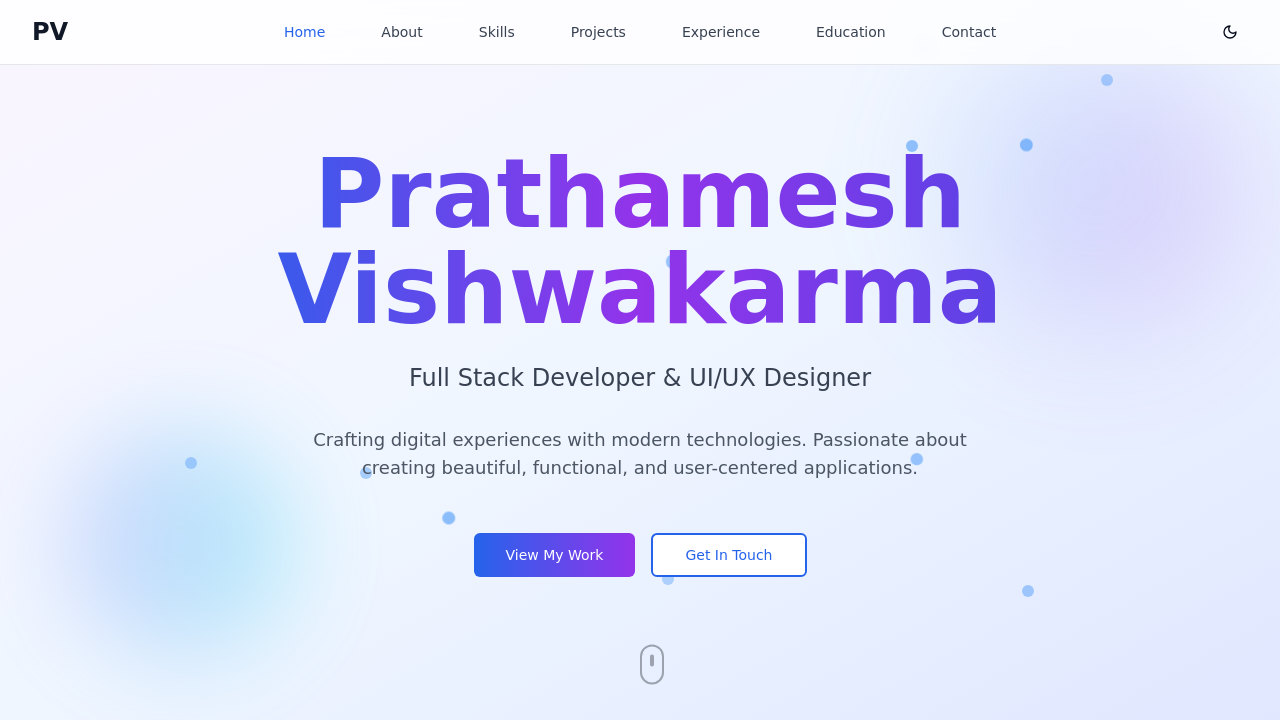 PV
Home About Skills Projects Experience Education Contact
Prathamesh
Vishwakarma
Full Stack Developer & UI/UX Designer
Crafting digital experiences with modern technologies. Passionate about
creating beautiful, functional, and user-centered applications.
View My Work Get In Touch